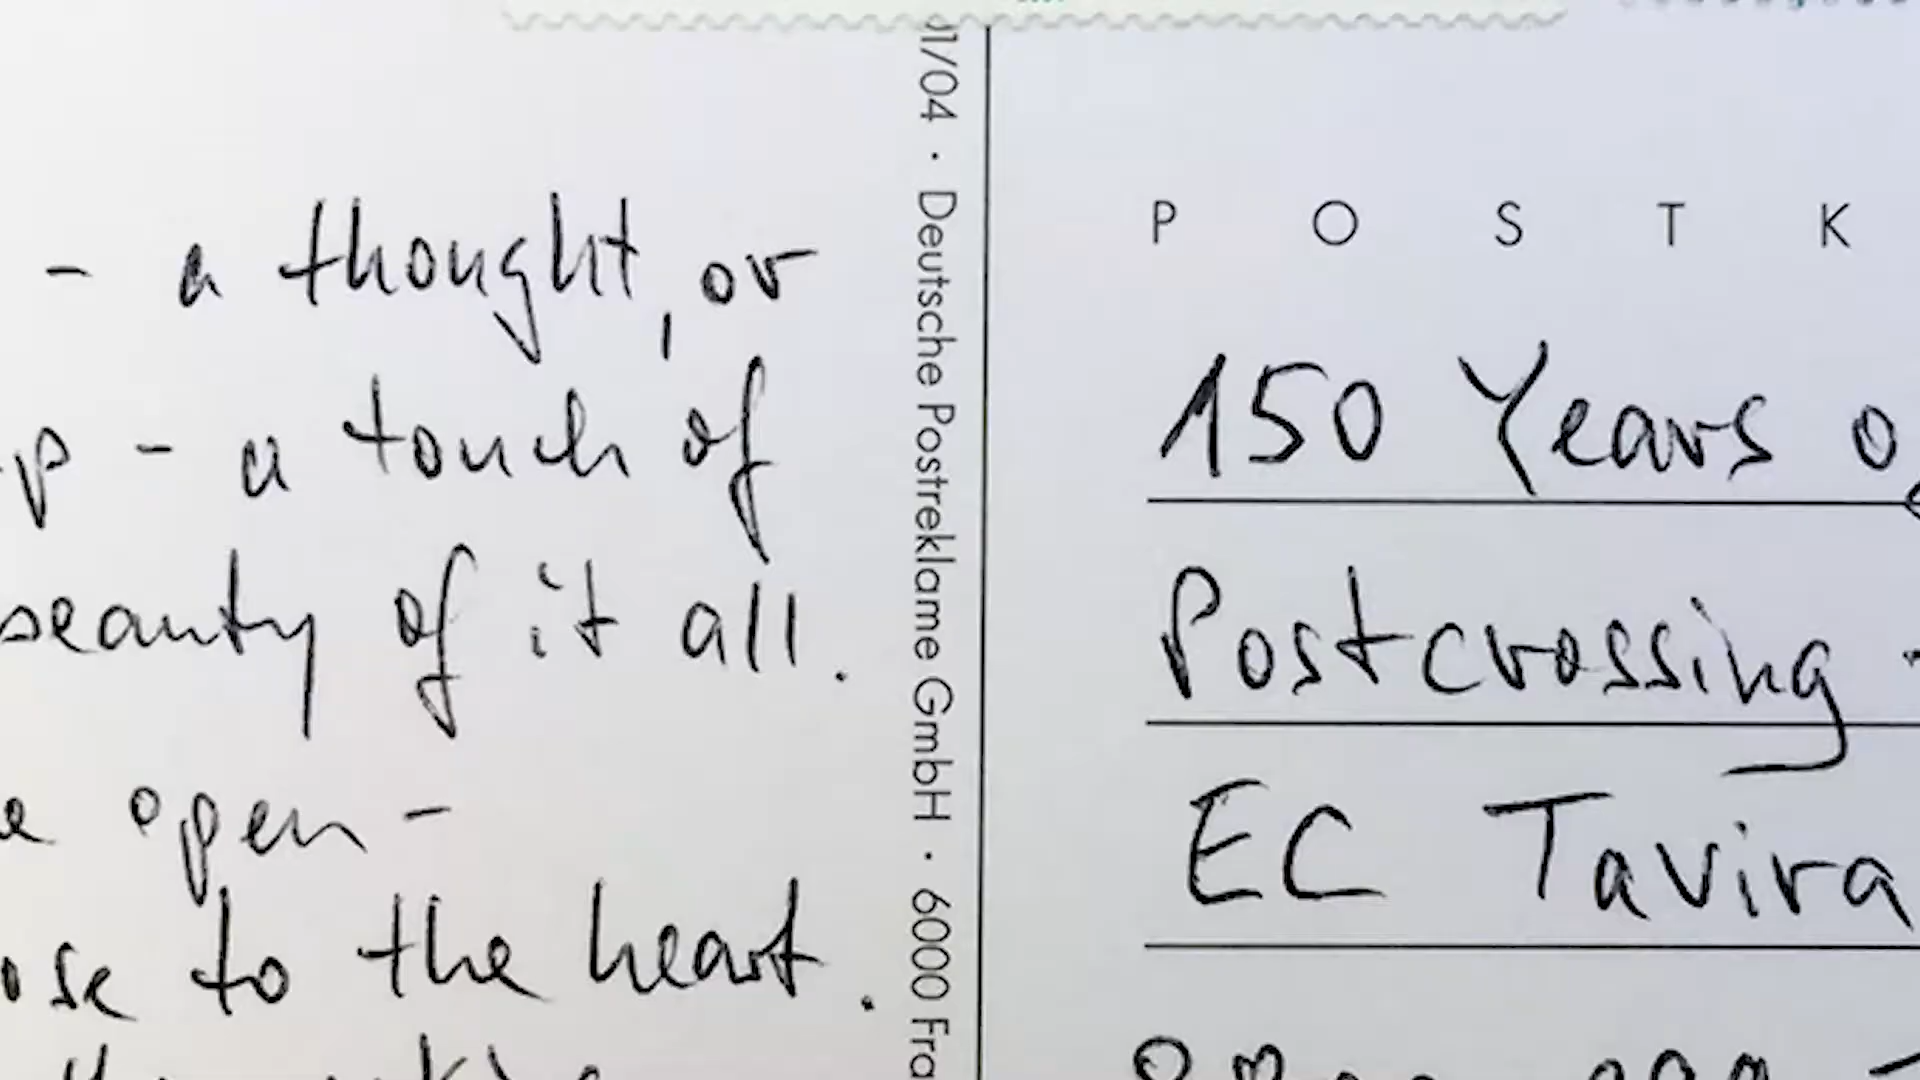 - a thought, or
- a touch of
beauty of it all.
open -
to the heart.
01/04 · Deutsche Postreklame GmbH · 6000 Fra
P O S T K
150 Years o
Postcrossing -
EC Tavira